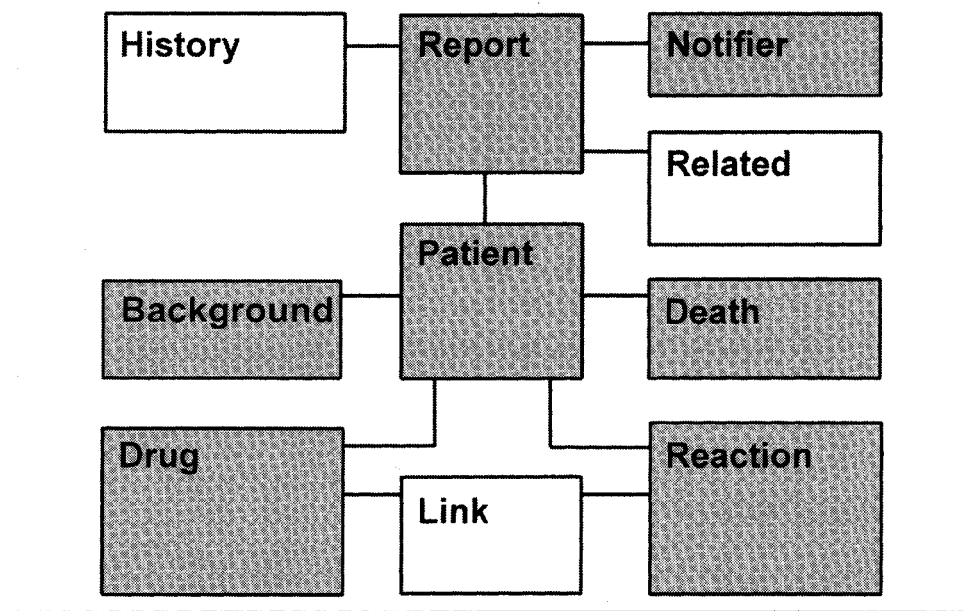 History
Report
Notifier
Related
Patient
Background
Death
Drug
Reaction
Link